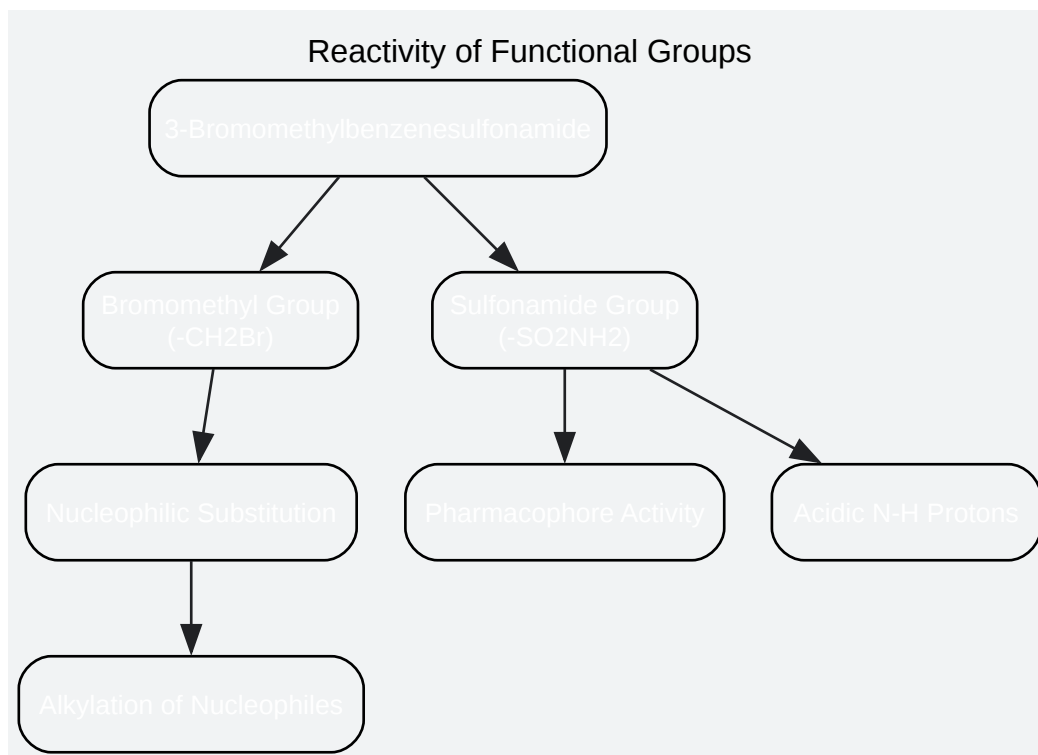 Reactivity of Functional Groups
3-Bromomethylbenzenesulfonamide
Bromomethyl Group
(-CH2Br)
Sulfonamide Group
(-SO2NH2)
Nucleophilic Substitution
Pharmacophore Activity
Acidic N-H Protons
Alkylation of Nucleophiles